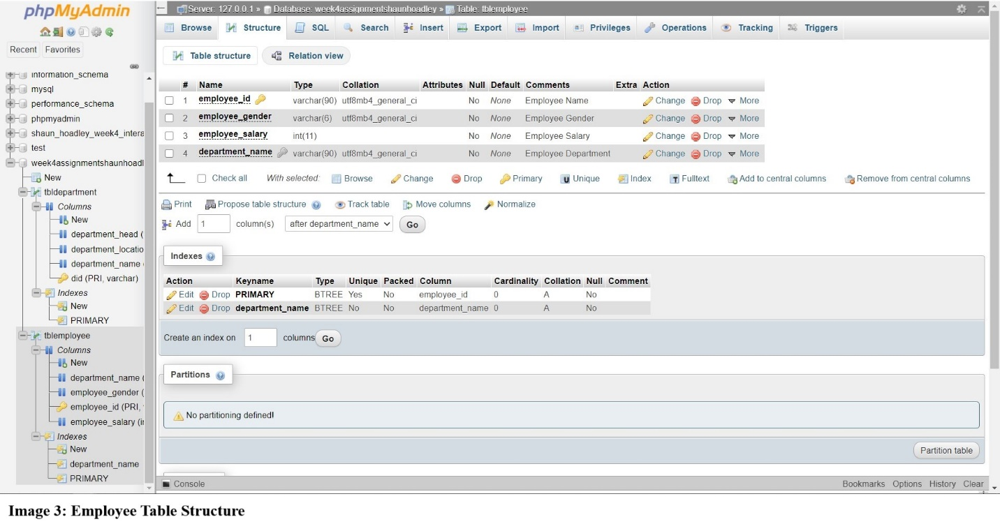 phpMyAdmin
Recent Favorites
information_schema
mysql
performance_schema
phpmyadmin
shaun_hoadley_week4_intera
test
week4assignmentshaunhoadl
New
tbldepartment
Columns
New
department_head (
department_locatio
department_name (
did (PRI, varchar)
Indexes
New
PRIMARY
tblemployee
Columns
New
department_name (
employee_gender (
employee_id (PRI,
employee_salary (in
Indexes
New
department_name
PRIMARY
Server: 127.0.0.1 » Database: week4assignmentshaunhoadley » Table: tblemployee
Browse Structure SQL Search Insert Export Import Privileges Operations Tracking Triggers
Table structure Relation view
# Name Type Collation Attributes Null Default Comments Extra Action
1 employee_id varchar(90) utf8mb4_general_ci No None Employee Name Change Drop More
2 employee_gender varchar(6) utf8mb4_general_ci No None Employee Gender Change Drop More
3 employee_salary int(11) No None Employee Salary Change Drop More
4 department_name varchar(90) utf8mb4_general_ci No None Employee Department Change Drop More
Check all With selected: Browse Change Drop Primary Unique Index Fulltext Add to central columns Remove from central columns
Print Propose table structure Track table Move columns Normalize
Add 1 column(s) after department_name Go
Indexes
Action Keyname Type Unique Packed Column Cardinality Collation Null Comment
Edit Drop PRIMARY BTREE Yes No employee_id 0 A No
Edit Drop department_name BTREE No No department_name 0 A No
Create an index on 1 columns Go
Partitions
No partitioning defined!
Partition table
Console Bookmarks Options History Clear
Image 3: Employee Table Structure